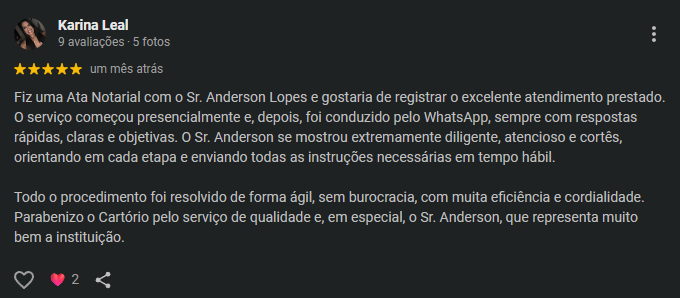 Karina Leal
9 avaliações · 5 fotos
um mês atrás
Fiz uma Ata Notarial com o Sr. Anderson Lopes e gostaria de registrar o excelente atendimento prestado.
O serviço começou presencialmente e, depois, foi conduzido pelo WhatsApp, sempre com respostas
rápidas, claras e objetivas. O Sr. Anderson se mostrou extremamente diligente, atencioso e cortês,
orientando em cada etapa e enviando todas as instruções necessárias em tempo hábil.
Todo o procedimento foi resolvido de forma ágil, sem burocracia, com muita eficiência e cordialidade.
Parabenizo o Cartório pelo serviço de qualidade e, em especial, o Sr. Anderson, que representa muito
bem a instituição.
2